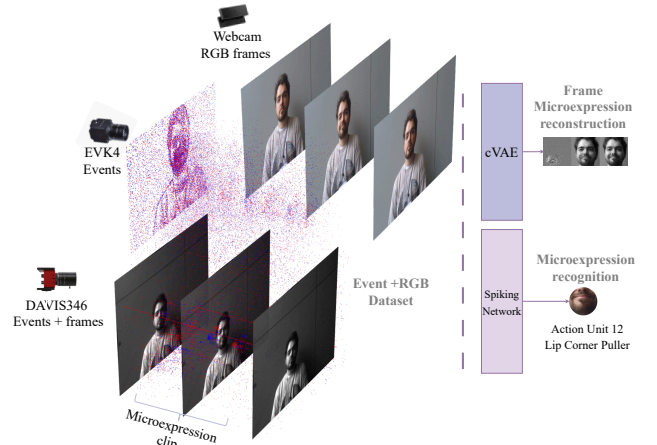 Webcam
RGB frames
EVK4
Events
DAVIS346
Events + frames
Microexpression
clip
Event +RGB
Dataset
cVAE
Frame
Microexpression
reconstruction
Spiking
Network
Microexpression
recognition
Action Unit 12
Lip Corner Puller